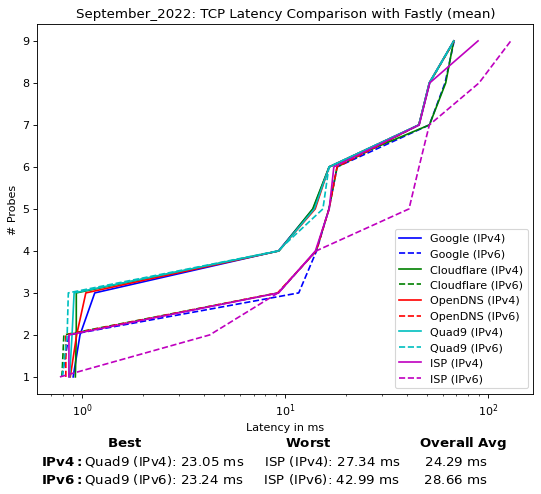 September_2022: TCP Latency Comparison with Fastly (mean)
9
8
7
6
5
4
3
2
1
# Probes
Google (IPv4)
Google (IPv6)
Cloudflare (IPv4)
Cloudflare (IPv6)
OpenDNS (IPv4)
OpenDNS (IPv6)
Quad9 (IPv4)
Quad9 (IPv6)
ISP (IPv4)
ISP (IPv6)
10⁰ 10¹ 10²
Latency in ms
Best Worst Overall Avg
IPv4: Quad9 (IPv4): 23.05 ms ISP (IPv4): 27.34 ms 24.29 ms
IPv6: Quad9 (IPv6): 23.24 ms ISP (IPv6): 42.99 ms 28.66 ms